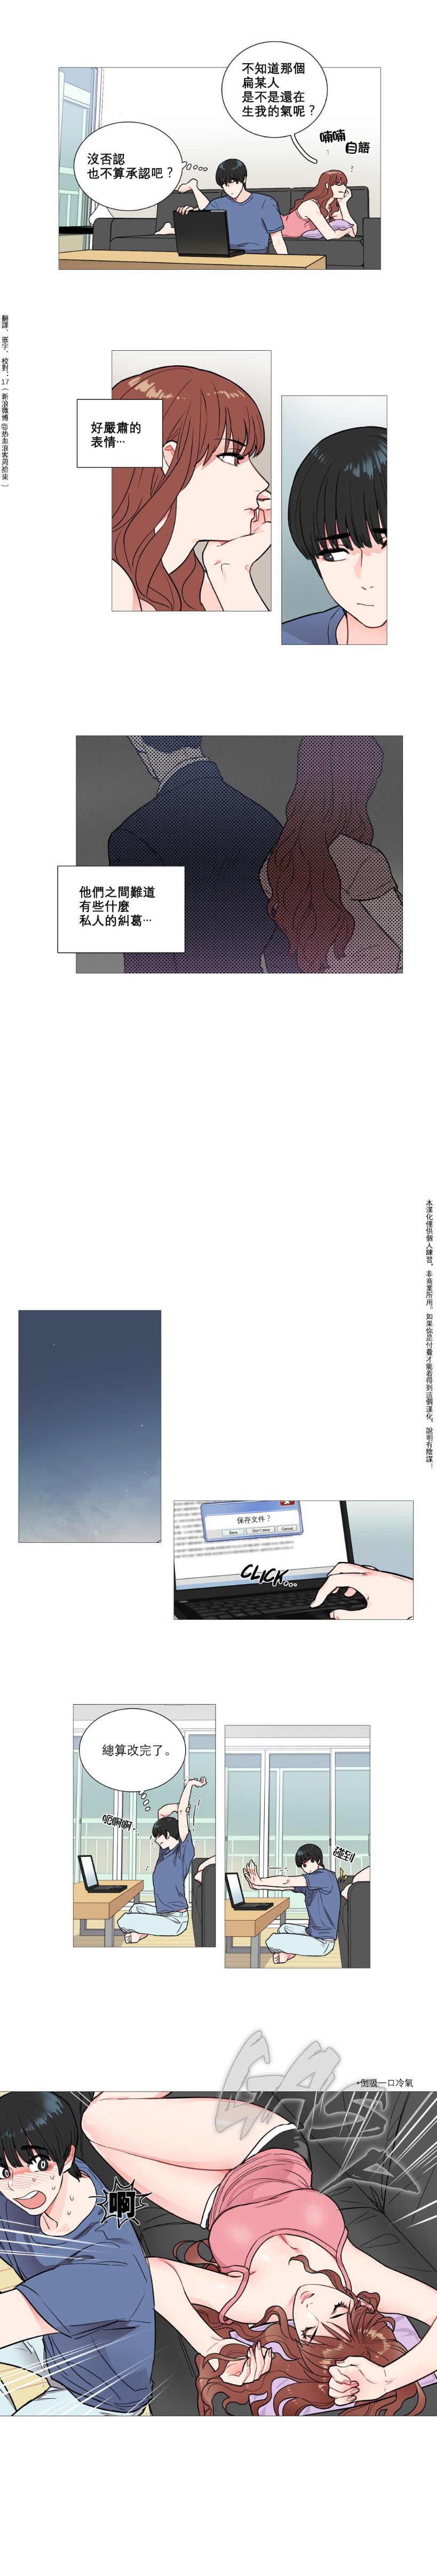 不知道那個
扁某人
是不是還在
生我的氣呢？
喃喃
自語
沒否認
也不算承認吧？
翻譯、嵌字、校對：17（新浪微博@热血浪客周拾柒）
好嚴肅的
表情…
他們之間難道
有些什麼
私人的糾葛…
本漢化僅供個人練習，非商業所用。如果你是付費才能看得到這個漢化，說明有陰謀！
保存文件？
Save
Don't save
Cancel
CLICK...
總算改完了。
呃啊啊..
碰到
GASP
*倒吸一口冷氣
啊